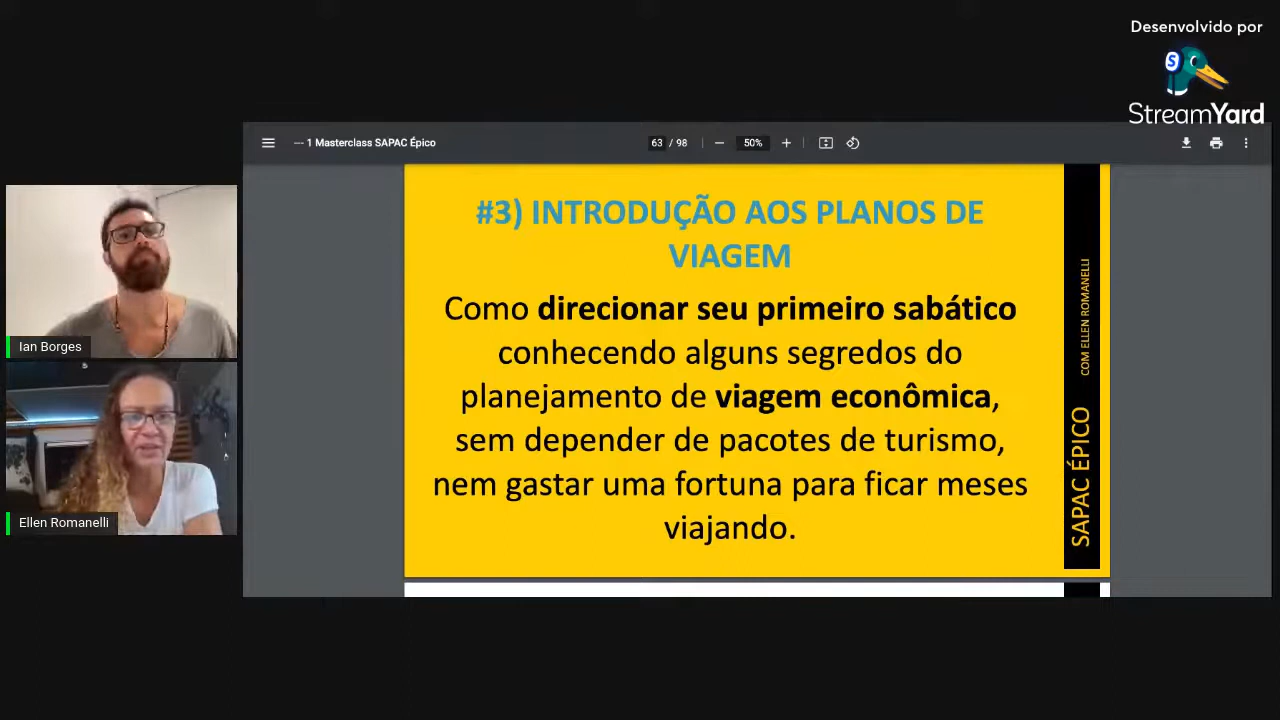 Desenvolvido por
StreamYard
--- 1 Masterclass SAPAC Épico
63 / 98
50%
#3) INTRODUÇÃO AOS PLANOS DE
VIAGEM
Como direcionar seu primeiro sabático
conhecendo alguns segredos do
planejamento de viagem econômica,
sem depender de pacotes de turismo,
nem gastar uma fortuna para ficar meses
viajando.
SAPAC ÉPICO COM ELLEN ROMANELLI
Ian Borges
Ellen Romanelli